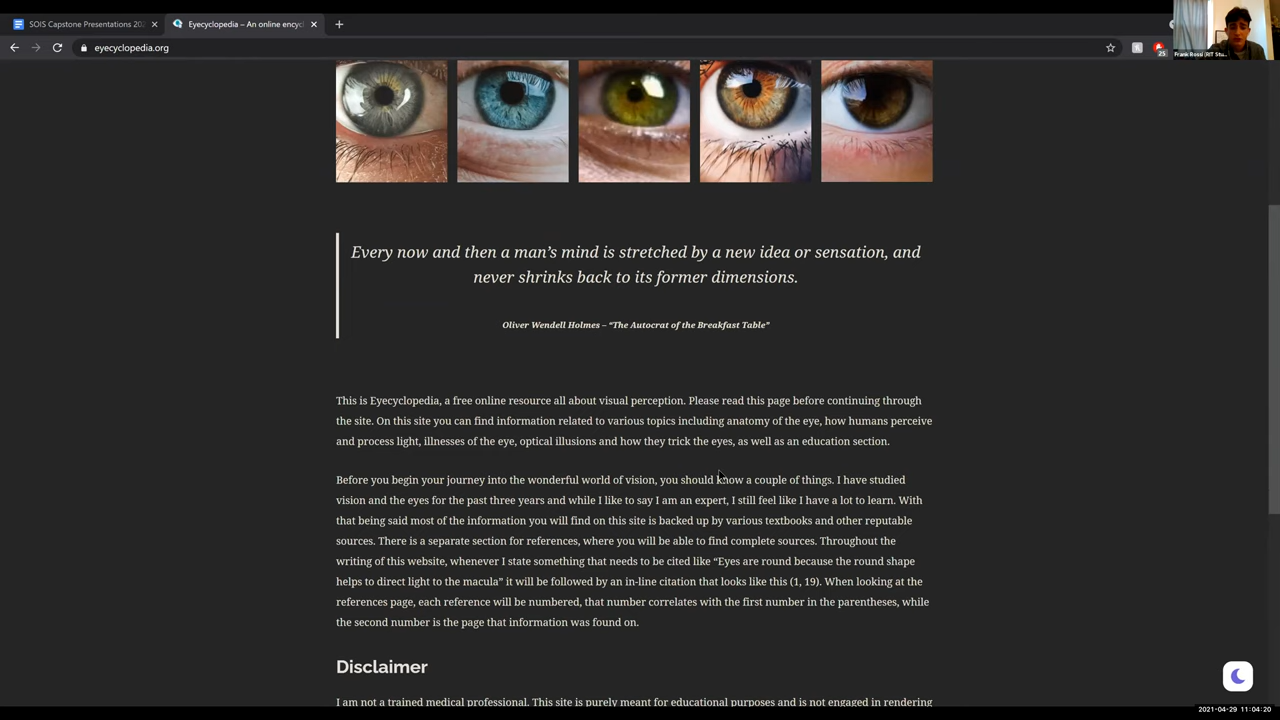 SOIS Capstone Presentations 202
Eyecyclopedia – An online encyc
eyecyclopedia.org
25
Frank Rossi (RIT Stu...
Every now and then a man’s mind is stretched by a new idea or sensation, and
never shrinks back to its former dimensions.
Oliver Wendell Holmes – “The Autocrat of the Breakfast Table”
This is Eyecyclopedia, a free online resource all about visual perception. Please read this page before continuing through
the site. On this site you can find information related to various topics including anatomy of the eye, how humans perceive
and process light, illnesses of the eye, optical illusions and how they trick the eyes, as well as an education section.
Before you begin your journey into the wonderful world of vision, you should know a couple of things. I have studied
vision and the eyes for the past three years and while I like to say I am an expert, I still feel like I have a lot to learn. With
that being said most of the information you will find on this site is backed up by various textbooks and other reputable
sources. There is a separate section for references, where you will be able to find complete sources. Throughout the
writing of this website, whenever I state something that needs to be cited like “Eyes are round because the round shape
helps to direct light to the macula” it will be followed by an in-line citation that looks like this (1, 19). When looking at the
references page, each reference will be numbered, that number correlates with the first number in the parentheses, while
the second number is the page that information was found on.
Disclaimer
I am not a trained medical professional. This site is purely meant for educational purposes and is not engaged in rendering
2021-04-29 11:04:20